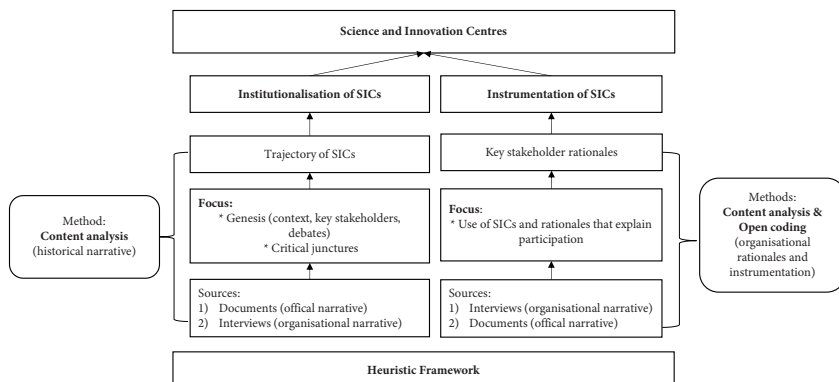 Science and Innovation Centres
Institutionalisation of SICs
Instrumentation of SICs
Trajectory of SICs
Key stakeholder rationales
Method:
Content analysis
(historical narrative)
Focus:
* Genesis (context, key stakeholders,
debates)
* Critical junctures
Focus:
* Use of SICs and rationales that explain
participation
Methods:
Content analysis &
Open coding
(organisational
rationales and
instrumentation)
Sources:
1) Documents (offical narrative)
2) Interviews (organisational narrative)
Sources:
1) Interviews (organisational narrative)
2) Documents (offical narrative)
Heuristic Framework